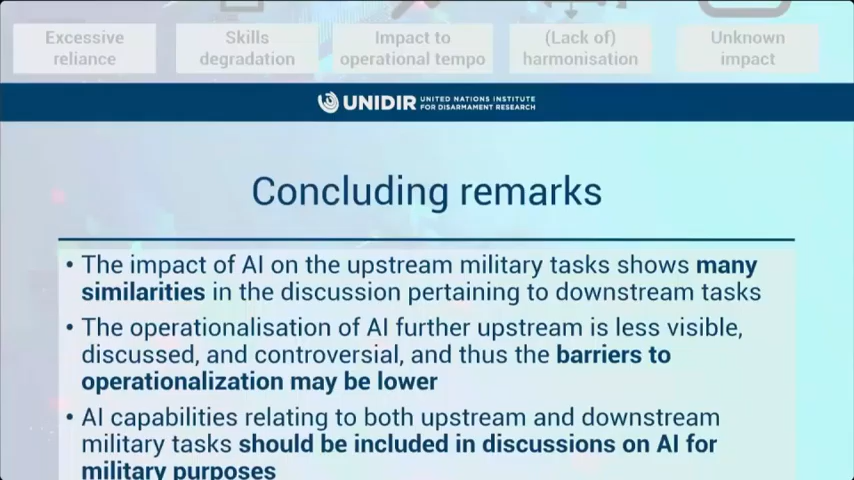 Excessive
reliance
Skills
degradation
Impact to
operational tempo
(Lack of)
harmonisation
Unknown
impact
UNIDIR UNITED NATIONS INSTITUTE
FOR DISARMAMENT RESEARCH
Concluding remarks
• The impact of AI on the upstream military tasks shows many
similarities in the discussion pertaining to downstream tasks
• The operationalisation of AI further upstream is less visible,
discussed, and controversial, and thus the barriers to
operationalization may be lower
• AI capabilities relating to both upstream and downstream
military tasks should be included in discussions on AI for
military purposes